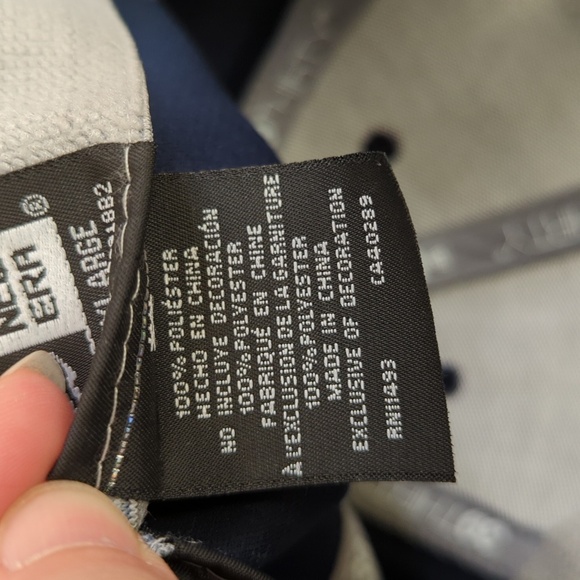 NEW
ERA
®
LARGE
100% POLIÉSTER
HECHO EN CHINA
NO INCLUYE DECORACIÓN
100% POLYESTER
FABRIQUÉ EN CHINE
A L'EXCLUSION DE LA GARNITURE
100% POLYESTER
MADE IN CHINA
EXCLUSIVE OF DECORATION
RN11493 CA40289